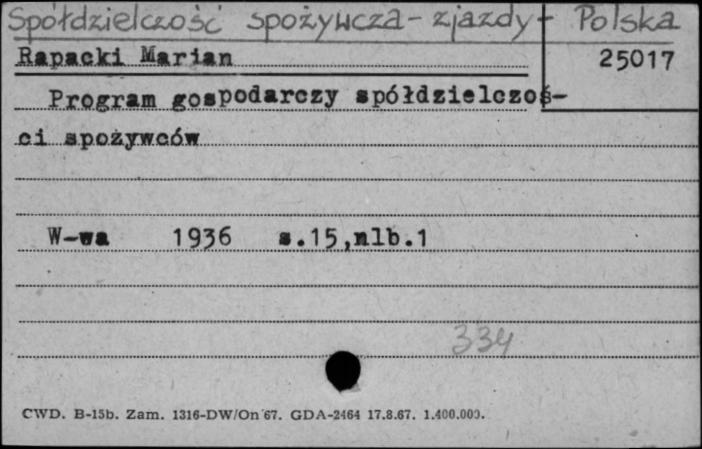 Spółdzielczość spożywcza - zjazdy - Polska
Rapacki Marian 25017
Program gospodarczy spółdzielczoś-
ci spożywców
W-wa 1936 s.15,nlb.1
334
CWD. B-15b. Zam. 1316-DW/On 67. GDA-2464 17.8.67. 1.400.000.